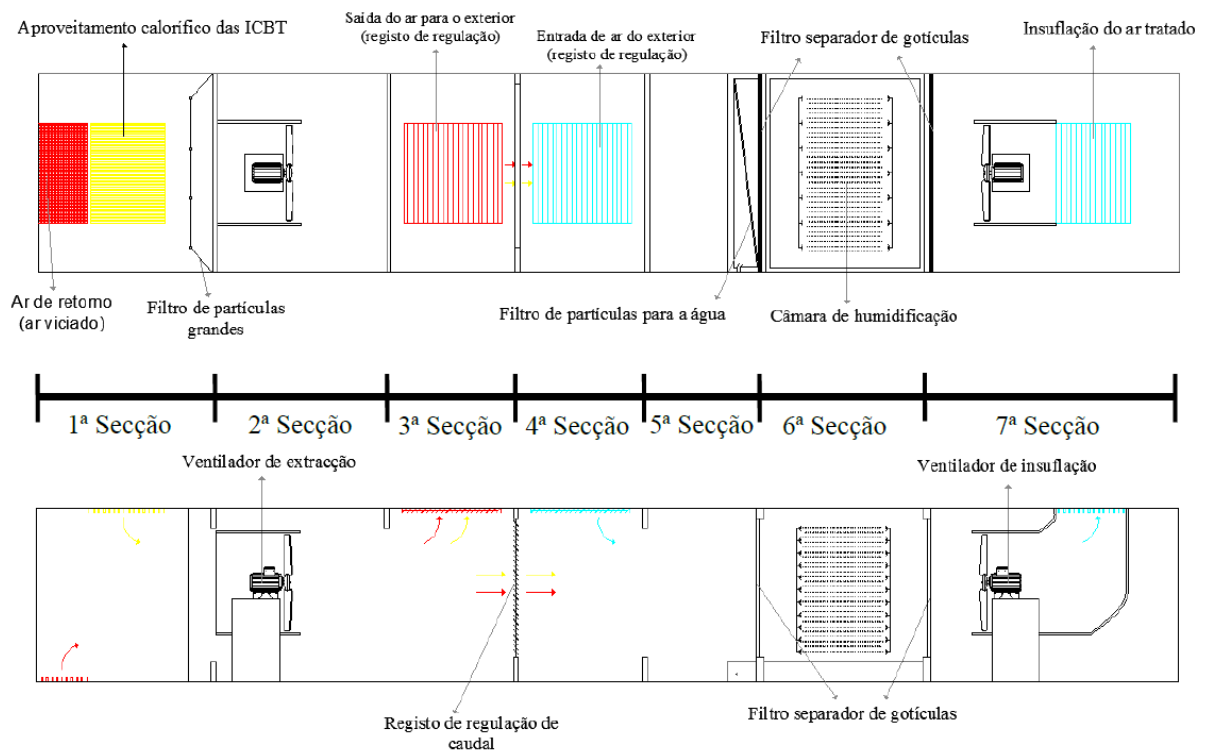 Aproveitamento calorífico das ICBT
Saída do ar para o exterior
(registo de regulação)
Entrada de ar do exterior
(registo de regulação)
Filtro separador de gotículas
Insuflação do ar tratado
Ar de retorno
(ar viciado)
Filtro de partículas
grandes
Filtro de partículas para a água
Câmara de humidificação
1ª Secção
2ª Secção
3ª Secção
4ª Secção
5ª Secção
6ª Secção
7ª Secção
Ventilador de extracção
Ventilador de insuflação
Registo de regulação de
caudal
Filtro separador de gotículas